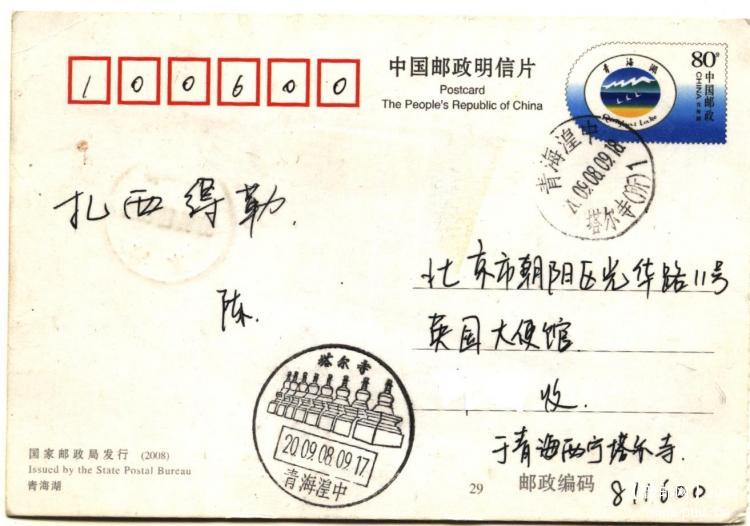 100600
中国邮政明信片
Postcard
The People's Republic of China
青海湖
Qinghai Lake
80分
中国邮政
CHINA
青海湟中
20.09.08.09.18
塔尔寺(所)1
扎西得勒.
陈.
北京市朝阳区光华路11号
英国大使馆
收.
于青海西宁塔尔寺.
塔尔寺
20 09.08.09.17
青海湟中
国家邮政局发行 (2008)
Issued by the State Postal Bureau
青海湖
29
邮政编码
811600